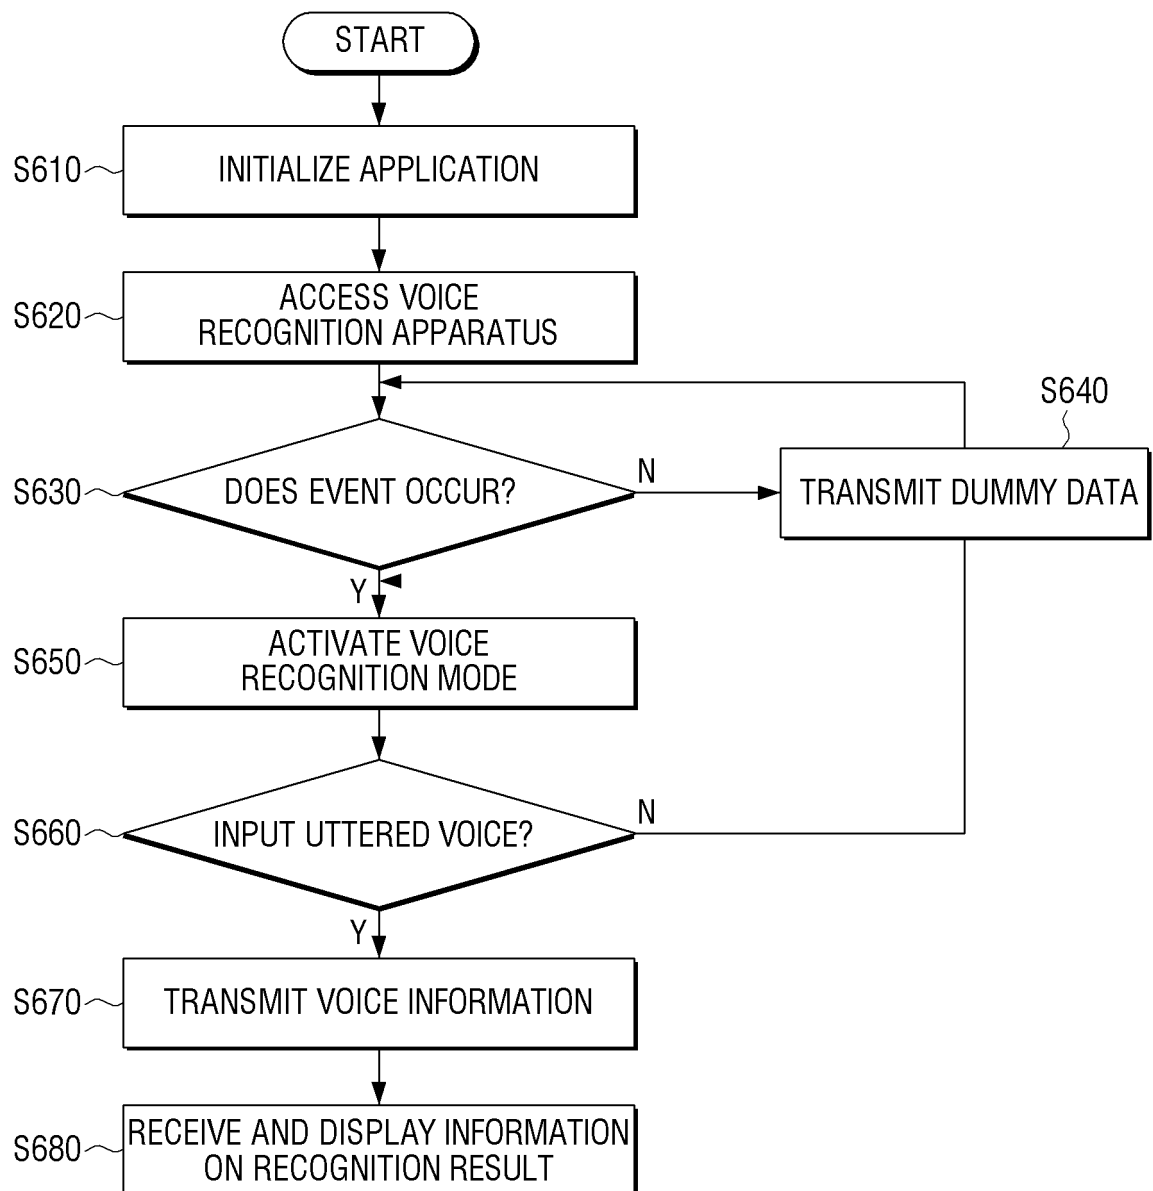 START
S610
INITIALIZE APPLICATION
S620
ACCESS VOICE
RECOGNITION APPARATUS
S630
DOES EVENT OCCUR?
N
S640
TRANSMIT DUMMY DATA
Y
S650
ACTIVATE VOICE
RECOGNITION MODE
S660
INPUT UTTERED VOICE?
N
Y
S670
TRANSMIT VOICE INFORMATION
S680
RECEIVE AND DISPLAY INFORMATION
ON RECOGNITION RESULT